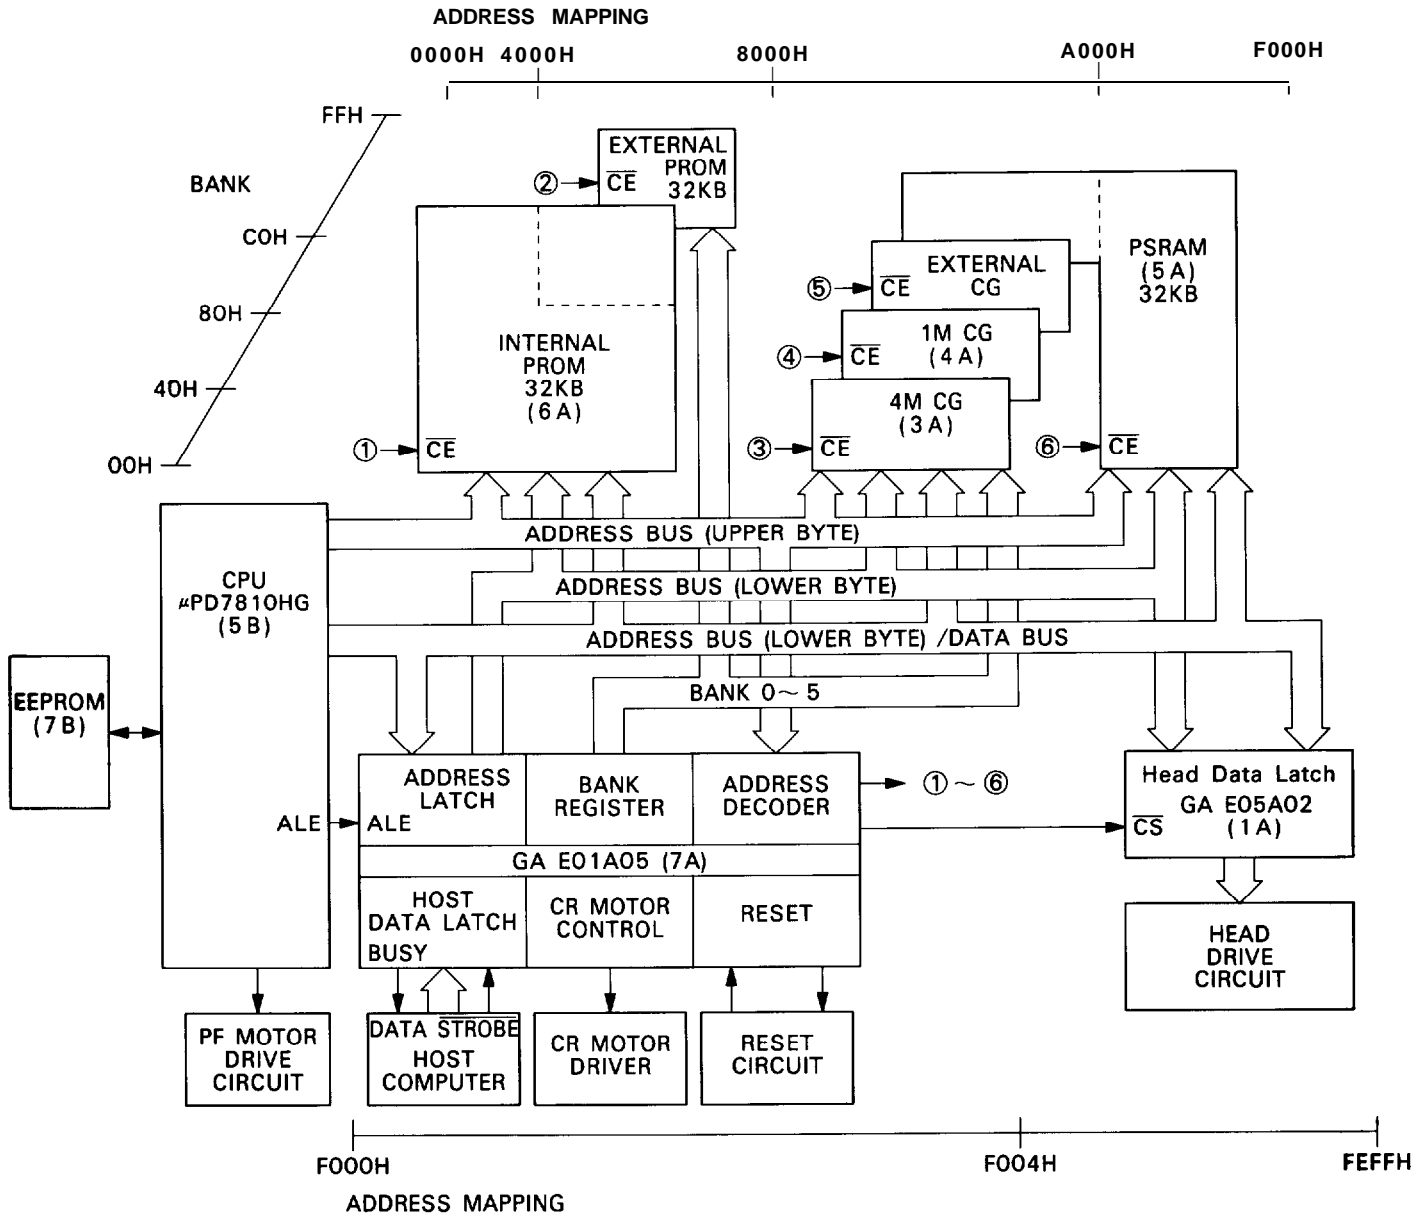 ADDRESS MAPPING
0000H 4000H 8000H A000H F000H
FFH
BANK
C0H
80H
40H
00H
EXTERNAL
PROM
32KB
② CE
INTERNAL
PROM
32KB
(6A)
① CE
PSRAM
(5A)
32KB
⑥ CE
EXTERNAL
CG
⑤ CE
1M CG
(4A)
④ CE
4M CG
(3A)
③ CE
ADDRESS BUS (UPPER BYTE)
ADDRESS BUS (LOWER BYTE)
ADDRESS BUS (LOWER BYTE) /DATA BUS
BANK 0~5
CPU
μPD7810HG
(5B)
ALE
EEPROM
(7B)
ADDRESS
LATCH
ALE
BANK
REGISTER
ADDRESS
DECODER
① ~ ⑥
GA E01A05 (7A)
HOST
DATA LATCH
BUSY
CR MOTOR
CONTROL
RESET
Head Data Latch
GA E05A02
(1A)
CS
HEAD
DRIVE
CIRCUIT
PF MOTOR
DRIVE
CIRCUIT
DATA STROBE
HOST
COMPUTER
CR MOTOR
DRIVER
RESET
CIRCUIT
F000H F004H FEFFH
ADDRESS MAPPING